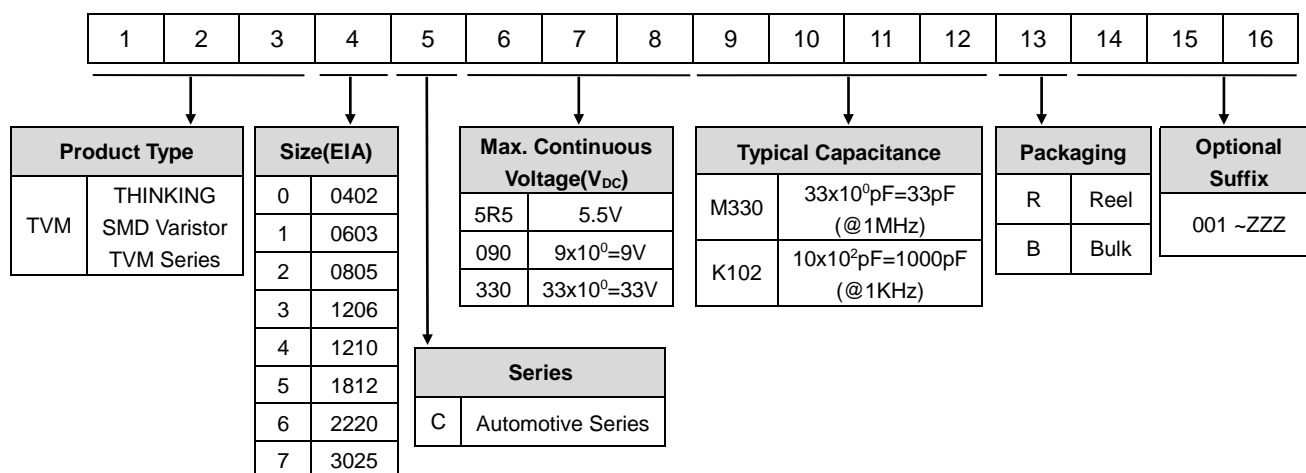 1 2 3 4 5 6 7 8 9 10 11 12 13 14 15 16
Product Type
TVM
THINKING
SMD Varistor
TVM Series
Size(EIA)
0 0402
1 0603
2 0805
3 1206
4 1210
5 1812
6 2220
7 3025
Series
C Automotive Series
Max. Continuous
Voltage(V_DC)
5R5 5.5V
090 9x10⁰=9V
330 33x10⁰=33V
Typical Capacitance
M330
33x10⁰pF=33pF
(@1MHz)
K102
10x10²pF=1000pF
(@1KHz)
Packaging
R Reel
B Bulk
Optional
Suffix
001 ~ZZZ